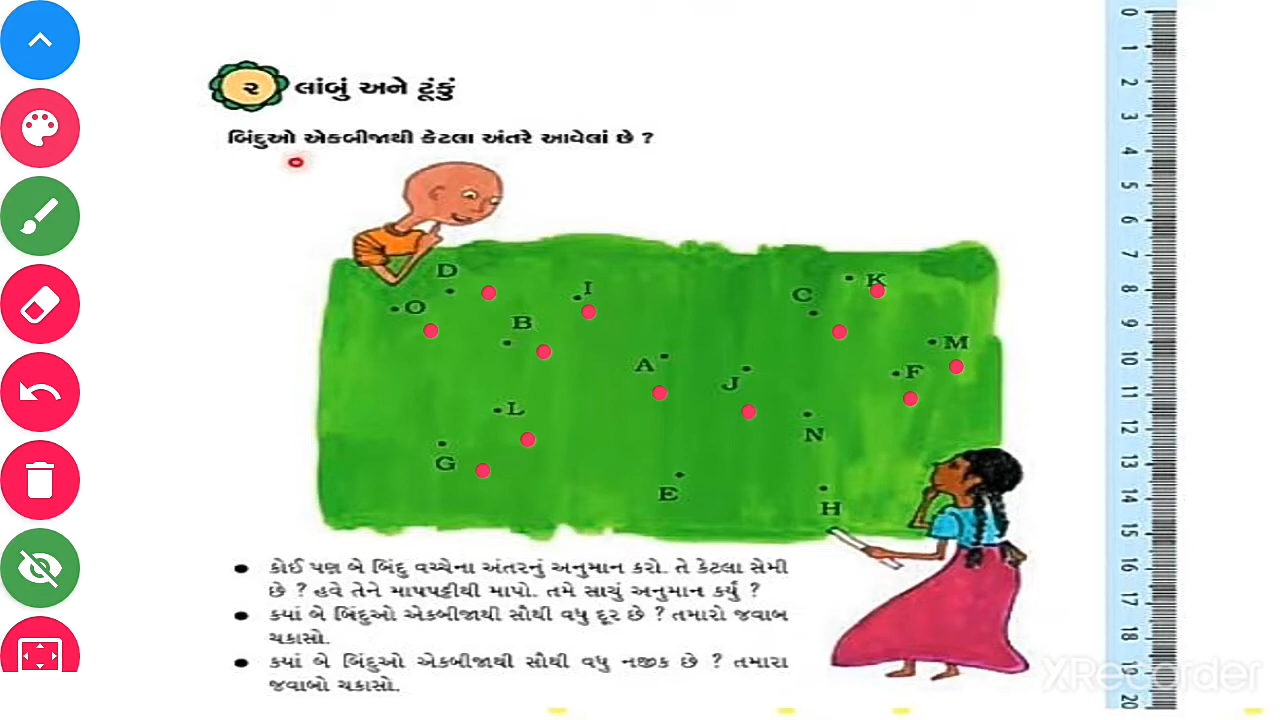 ૨ લાંબું અને ટૂંકું
બિંદુઓ એકબીજાથી કેટલા અંતરે આવેલાં છે ?
D
I
K
O
C
B
M
A
F
J
L
N
G
E
H
0
1
2
3
4
5
6
7
8
9
10
11
12
13
14
15
16
17
18
19
20
• કોઈ પણ બે બિંદુ વચ્ચેના અંતરનું અનુમાન કરો. તે કેટલા સેમી
છે ? હવે તેને માપપટ્ટીથી માપો. તમે સાચું અનુમાન કર્યું ?
• કયાં બે બિંદુઓ એકબીજાથી સૌથી વધુ દૂર છે ? તમારો જવાબ
ચકાસો.
• કયાં બે બિંદુઓ એકબીજાથી સૌથી વધુ નજીક છે ? તમારા
જવાબો ચકાસો.
XRecorder